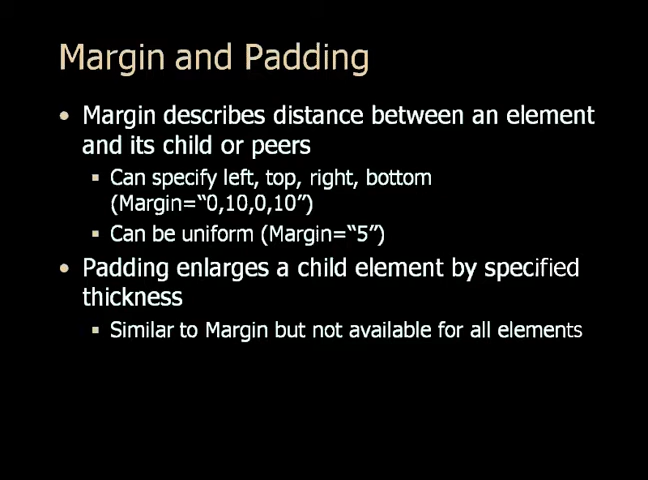 Margin and Padding
• Margin describes distance between an element
and its child or peers
▪ Can specify left, top, right, bottom
(Margin=“0,10,0,10”)
▪ Can be uniform (Margin=“5”)
• Padding enlarges a child element by specified
thickness
▪ Similar to Margin but not available for all elements